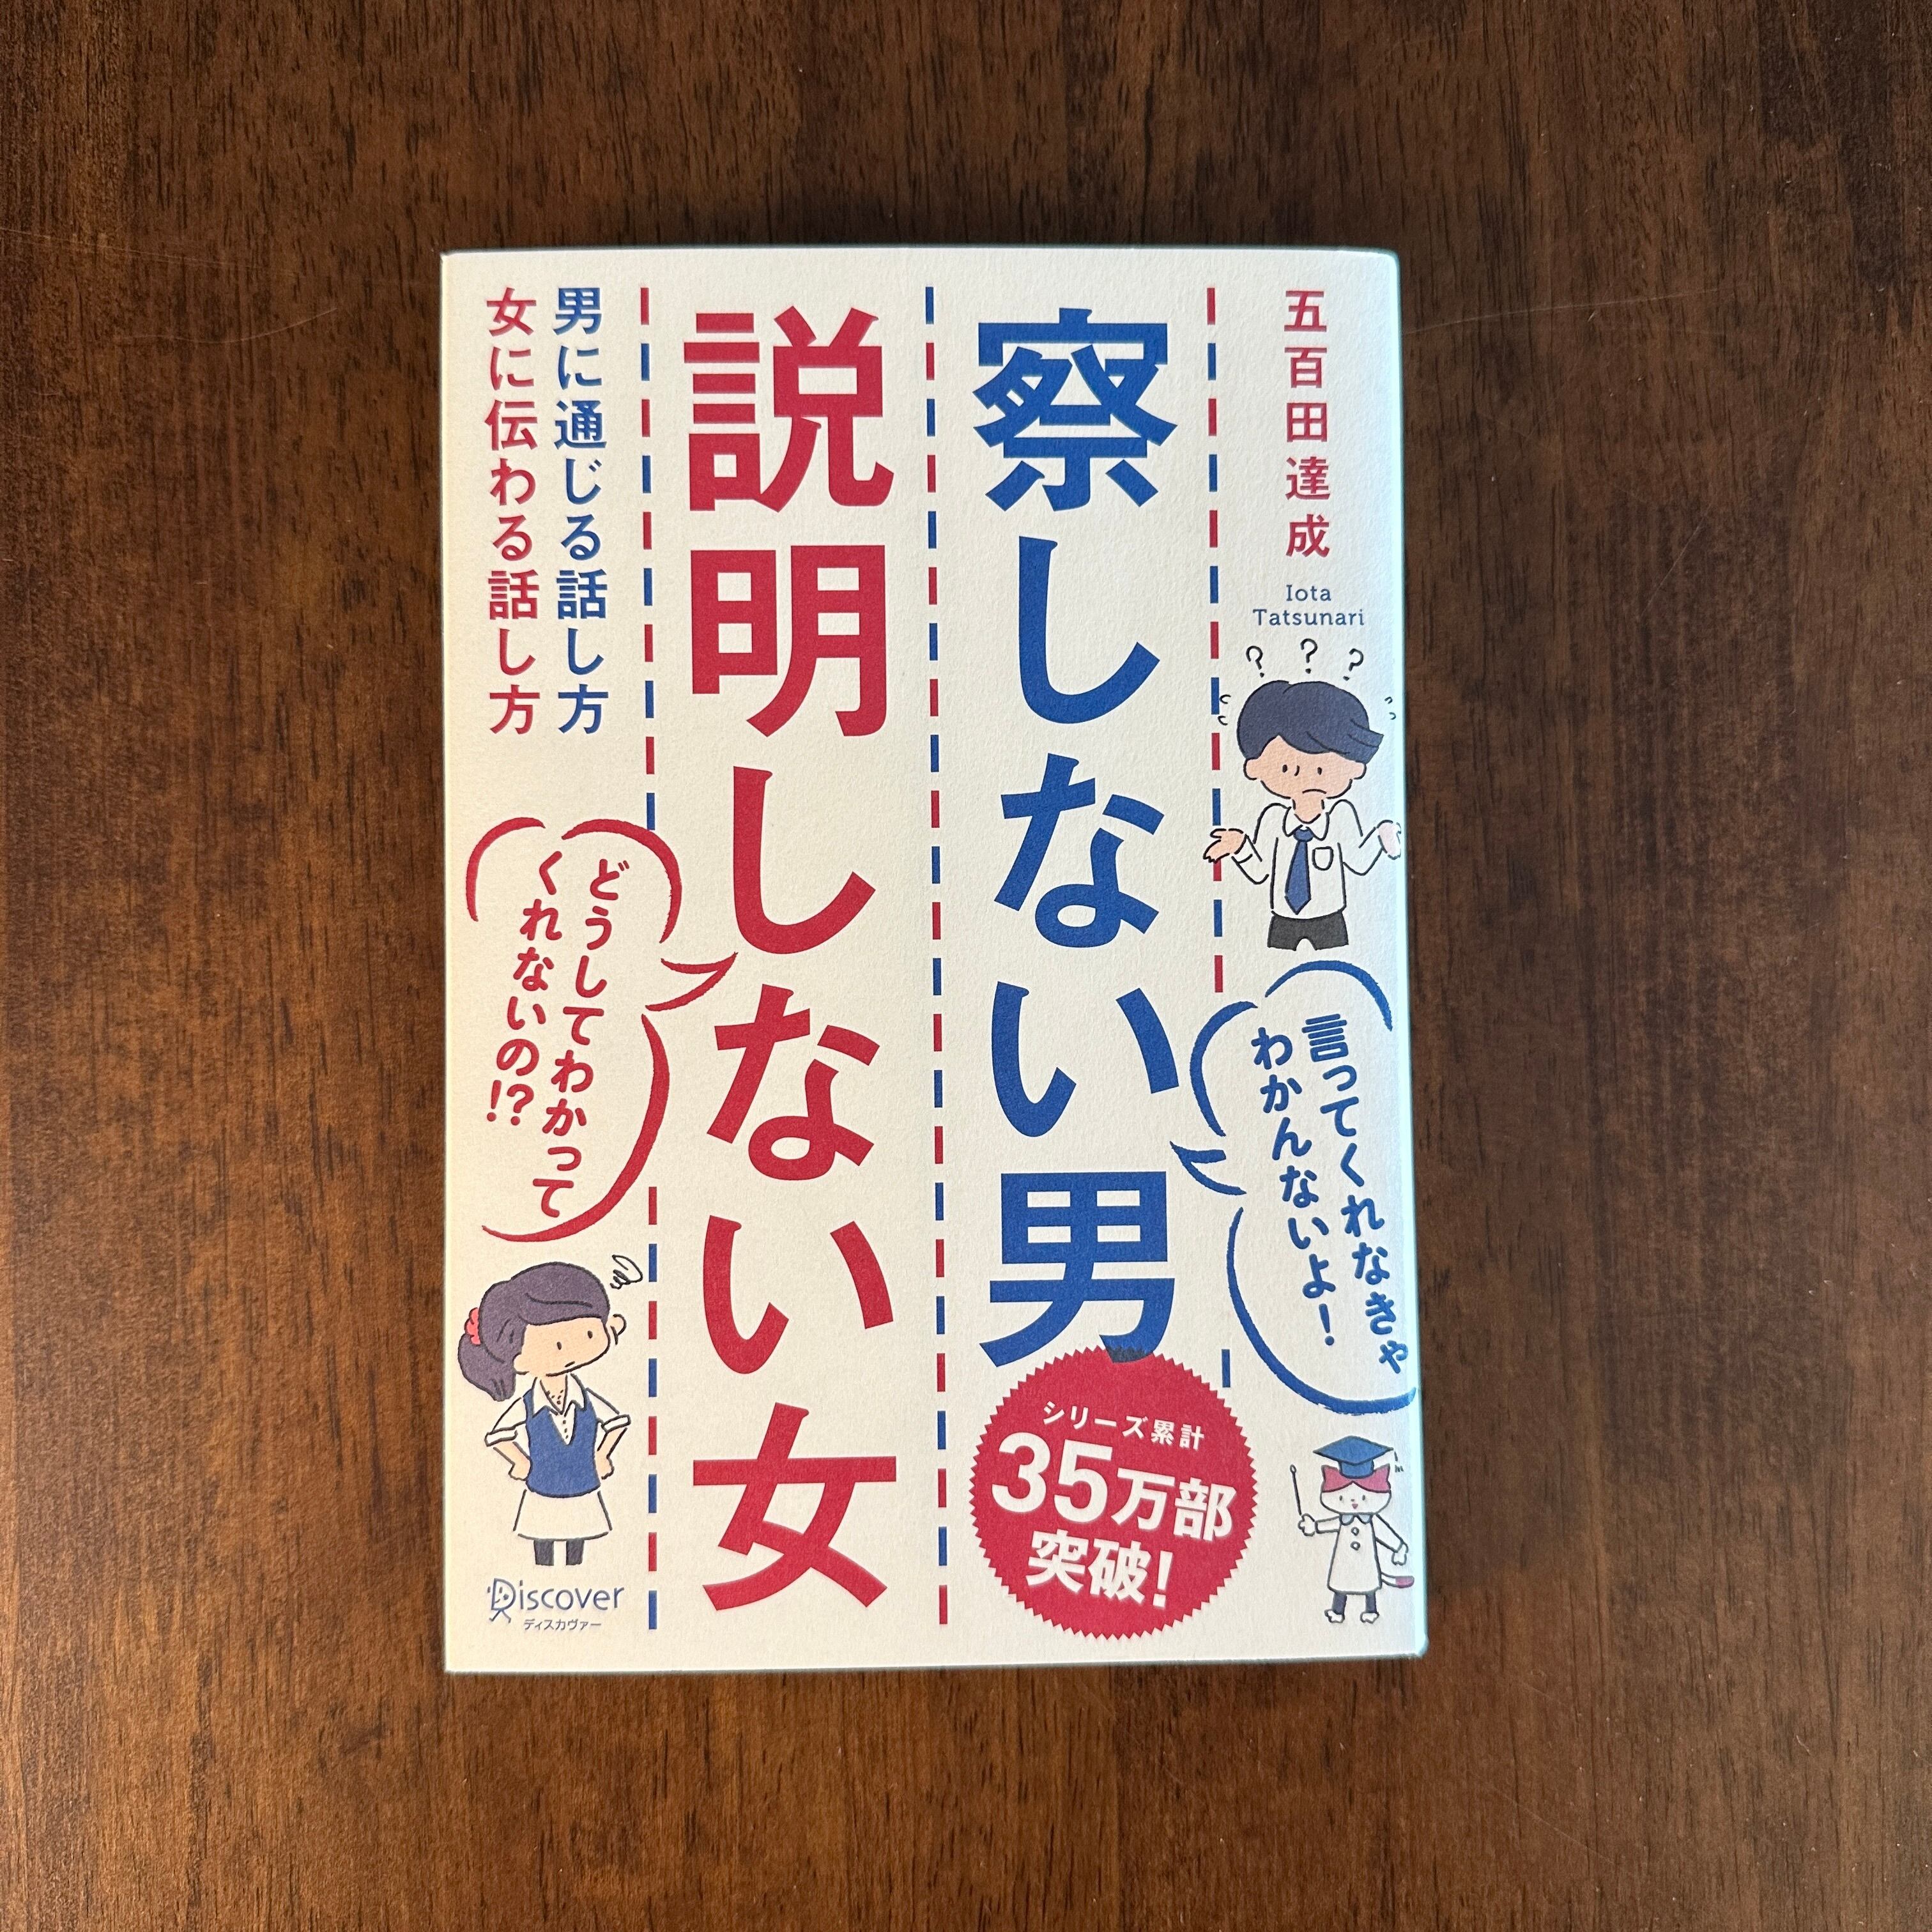 五百田達成
Iota
Tatsunari
? ? ?
言ってくれなきゃ
わかんないよ!
察しない男
説明しない女
シリーズ累計
35万部
突破!
男に通じる話し方
女に伝わる話し方
どうしてわかって
くれないの!?
Discover
ディスカヴァー